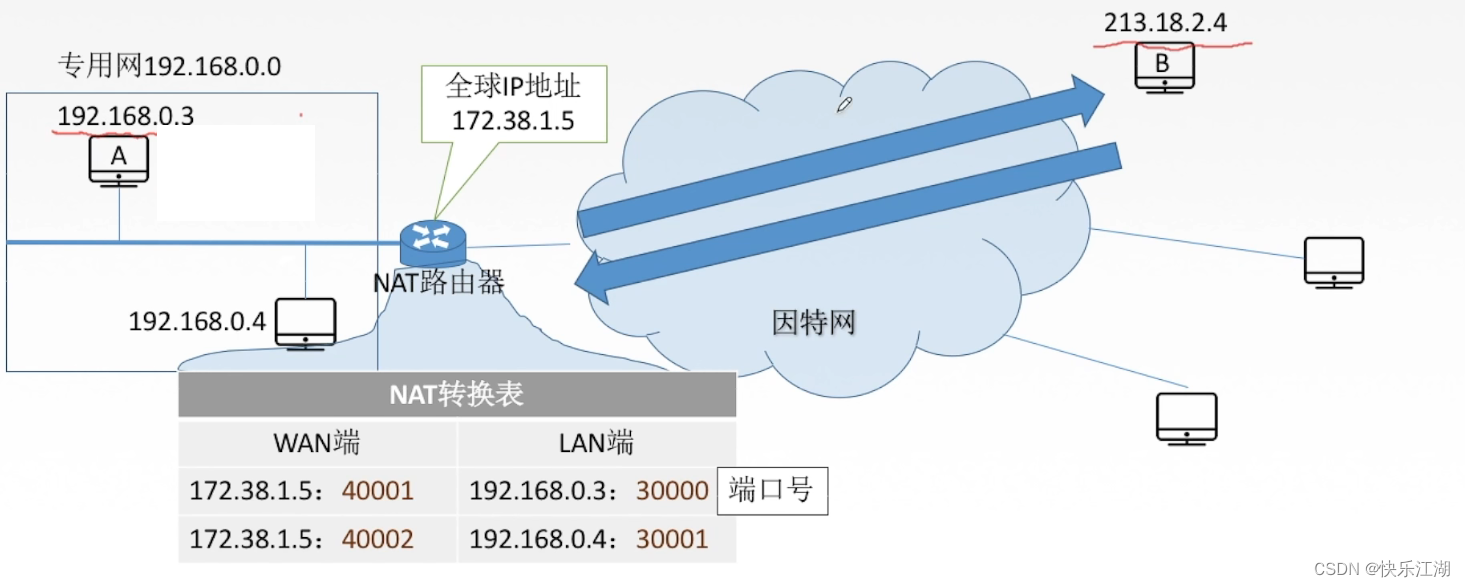 213.18.2.4
B
专用网192.168.0.0
192.168.0.3
A
全球IP地址
172.38.1.5
NAT路由器
192.168.0.4
因特网
NAT转换表
WAN端 LAN端
172.38.1.5：40001 192.168.0.3：30000 端口号
172.38.1.5：40002 192.168.0.4：30001
CSDN @快乐江湖